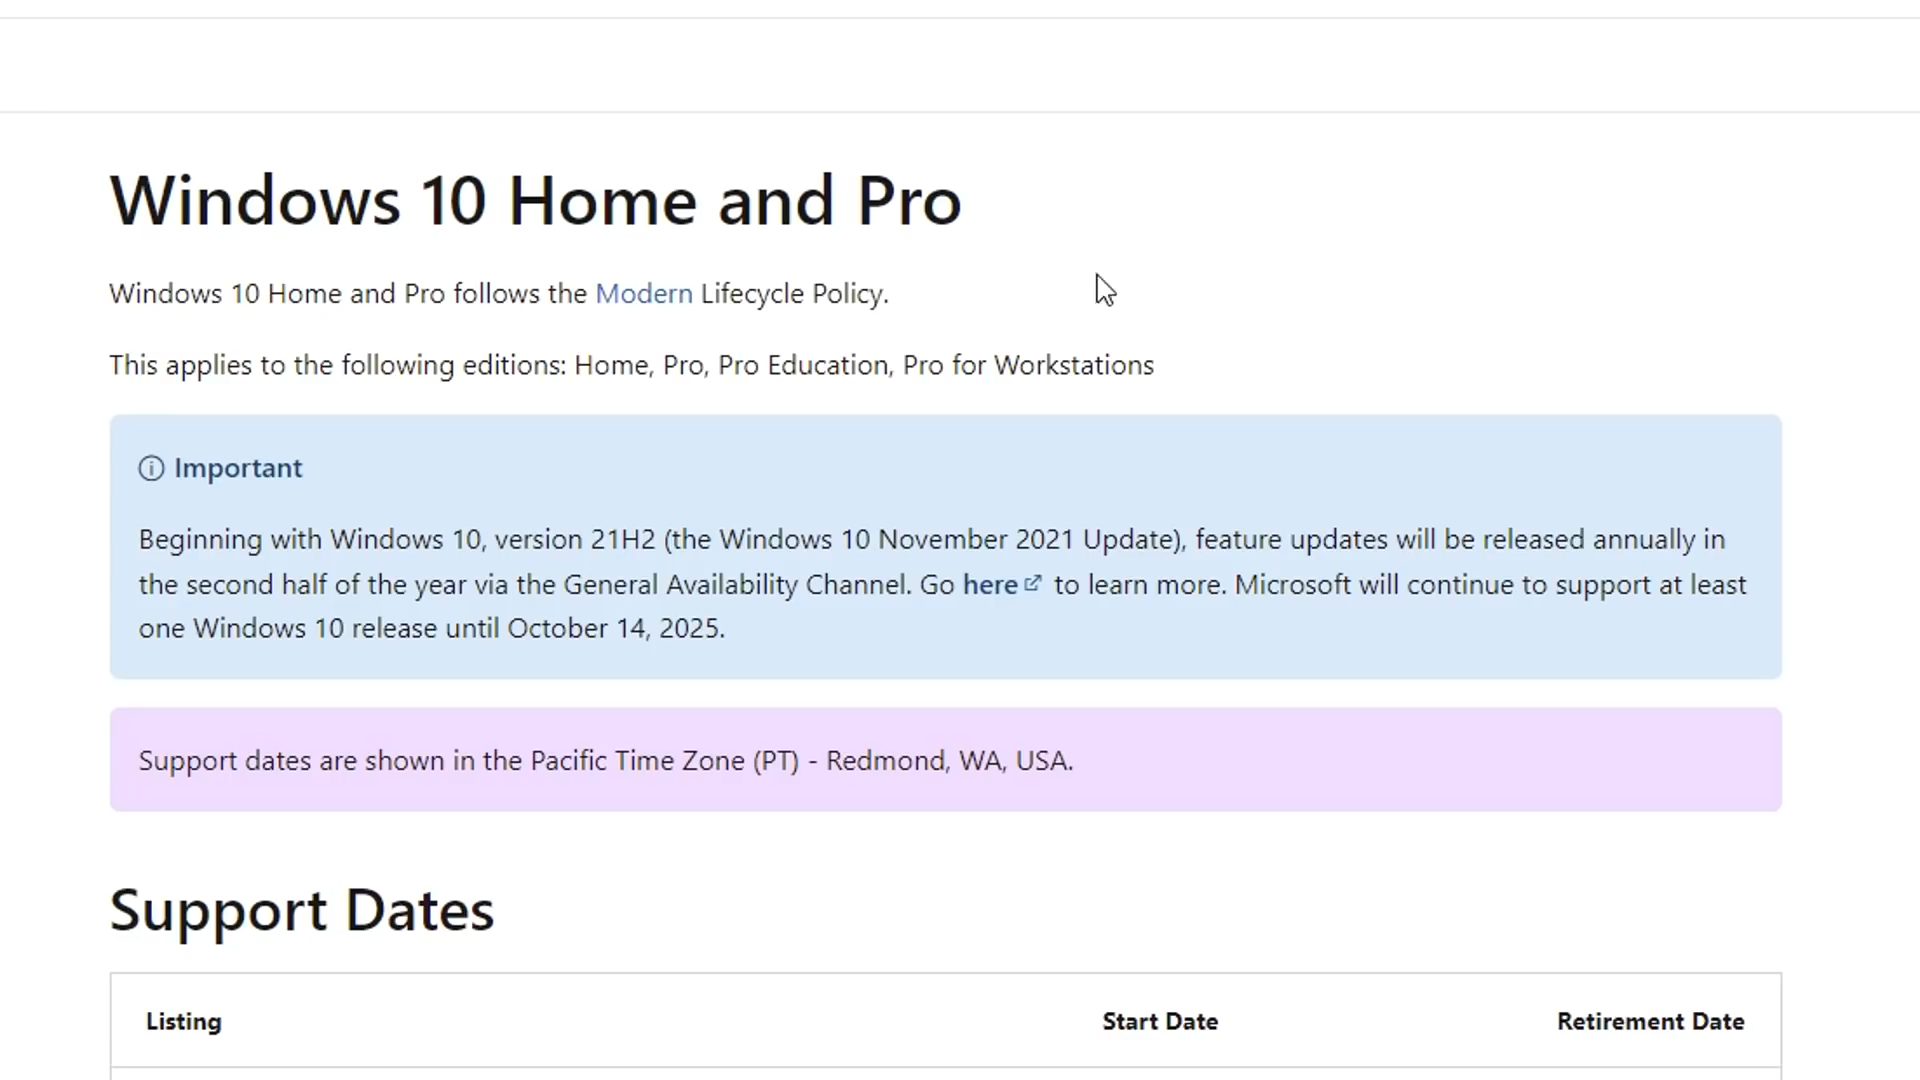 Windows 10 Home and Pro
Windows 10 Home and Pro follows the Modern Lifecycle Policy.
This applies to the following editions: Home, Pro, Pro Education, Pro for Workstations
Important
Beginning with Windows 10, version 21H2 (the Windows 10 November 2021 Update), feature updates will be released annually in
the second half of the year via the General Availability Channel. Go here to learn more. Microsoft will continue to support at least
one Windows 10 release until October 14, 2025.
Support dates are shown in the Pacific Time Zone (PT) - Redmond, WA, USA.
Support Dates
Listing Start Date Retirement Date